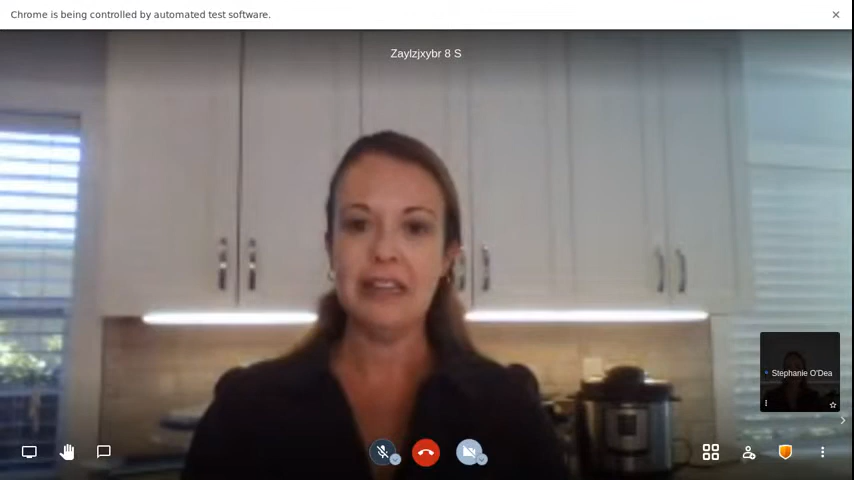 Chrome is being controlled by automated test software.
Zaylzjxybr 8 S
Stephanie O'Dea